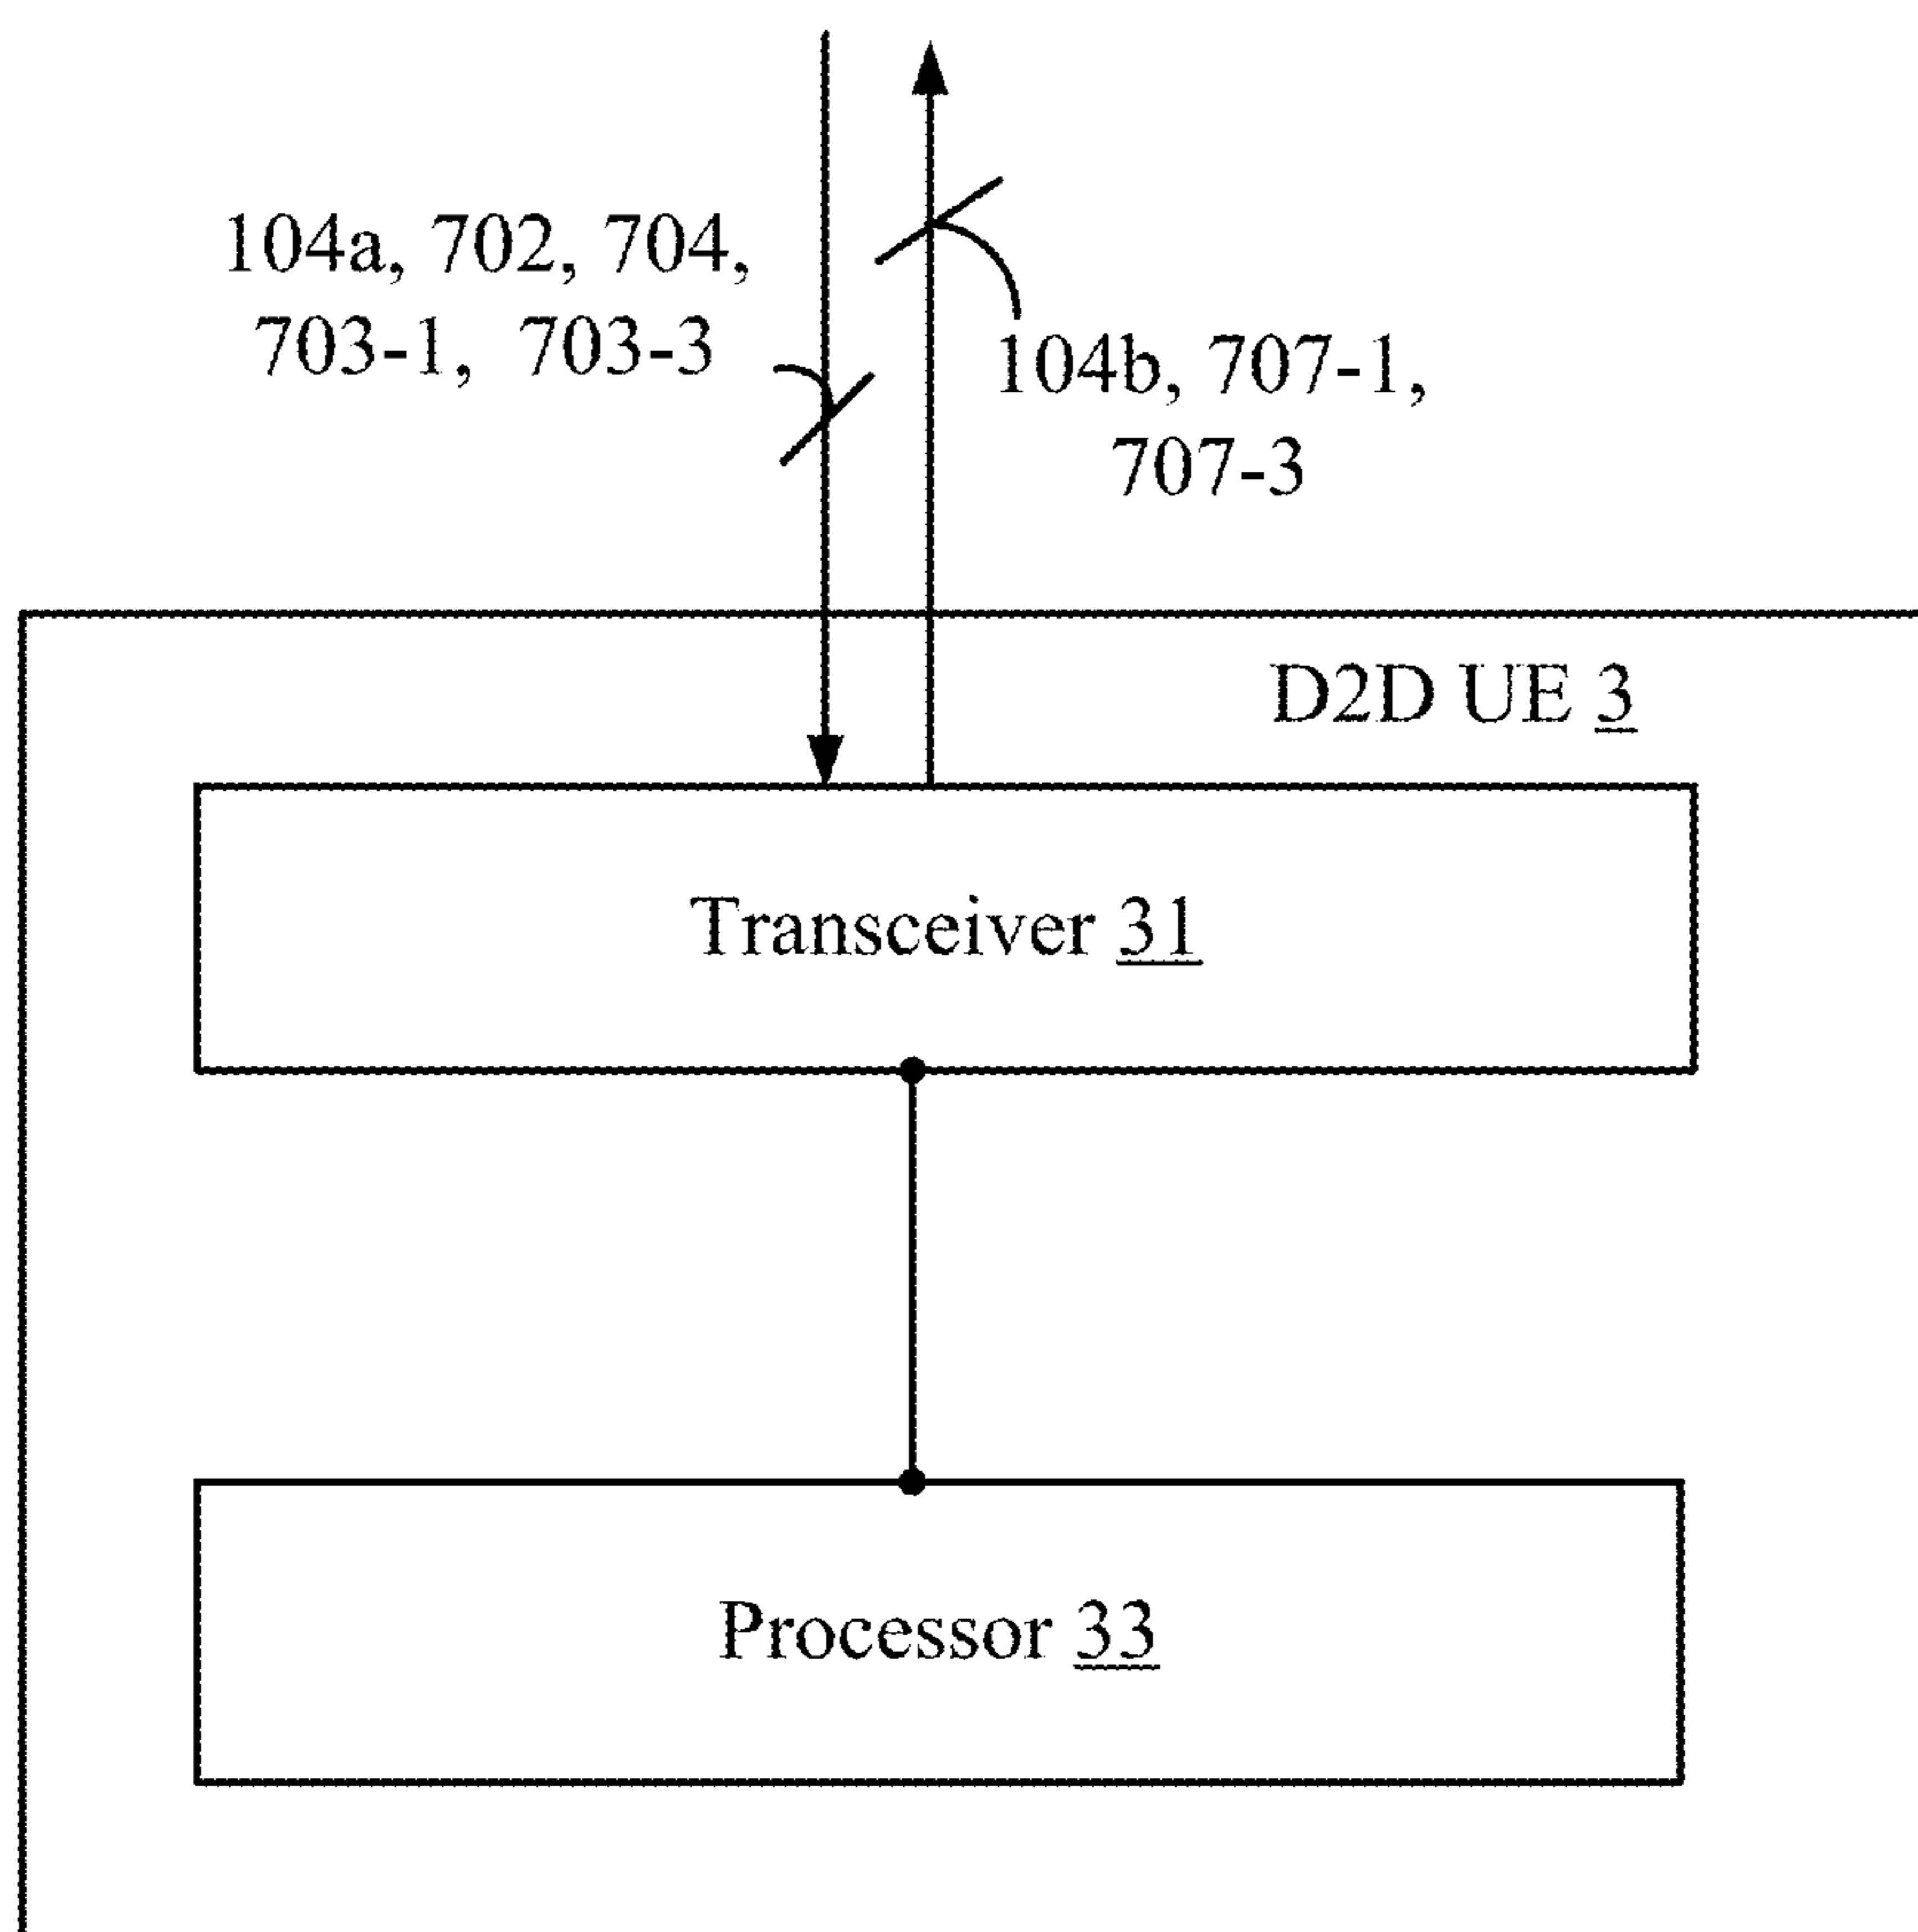 104a, 702, 704,
703-1, 703-3
104b, 707-1,
707-3
D2D UE 3
Transceiver 31
Processor 33